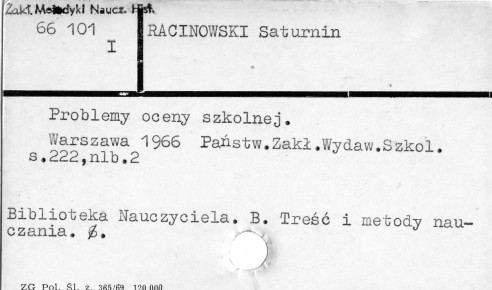 Zakł. Metodyki Naucz. Hist.
66 101
I
RACINOWSKI Saturnin
Problemy oceny szkolnej.
Warszawa 1966 Państw.Zakł.Wydaw.Szkol.
s.222,nlb.2
Biblioteka Nauczyciela. B. Treść i metody nau-
czania. ∅.
ZG Pol. Śl. z. 365/69. 120.000